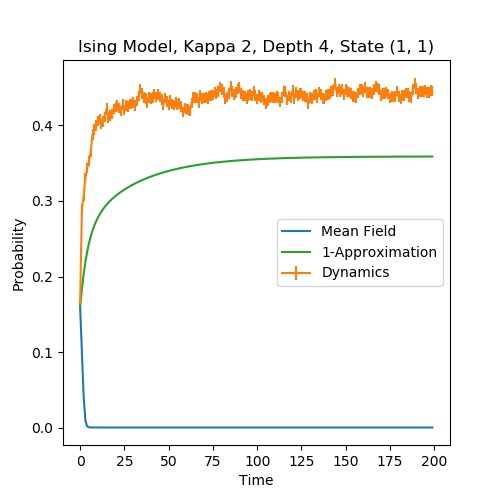 Ising Model, Kappa 2, Depth 4, State (1, 1)
Probability
0.4
0.3
0.2
0.1
0.0
Mean Field
1-Approximation
Dynamics
0 25 50 75 100 125 150 175 200
Time